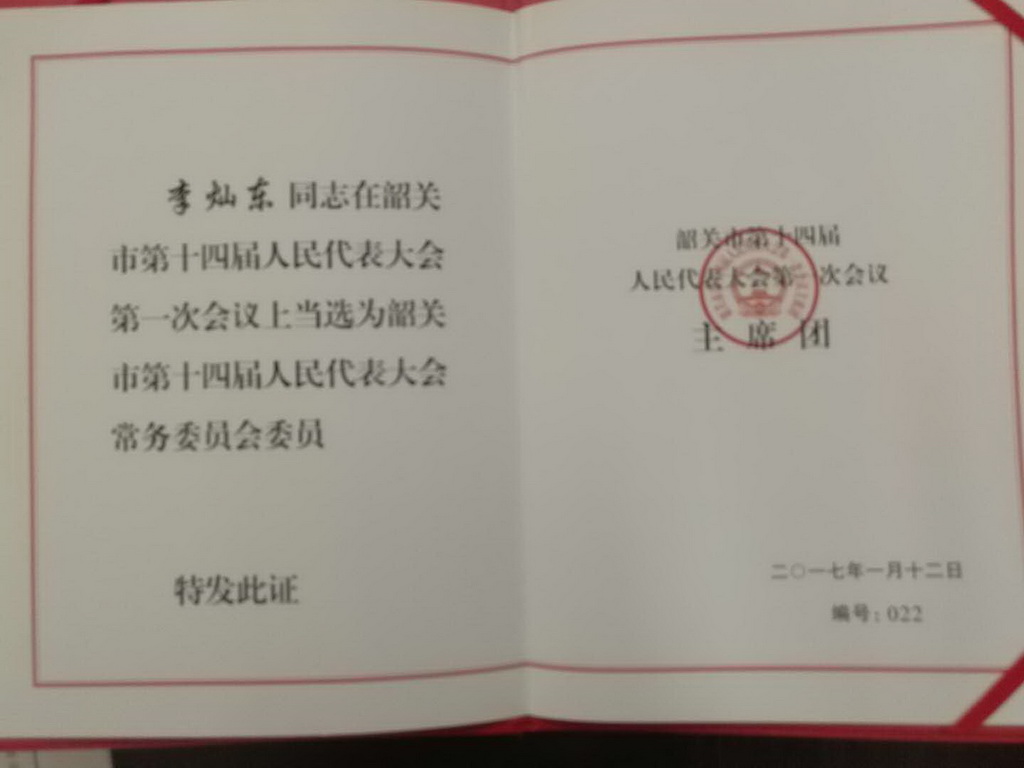 李灿东同志在韶关
市第十四届人民代表大会
第一次会议上当选为韶关
市第十四届人民代表大会
常务委员会委员
特发此证
韶关市第十四届
人民代表大会第一次会议
主席团
二〇一七年一月十二日
编号：022